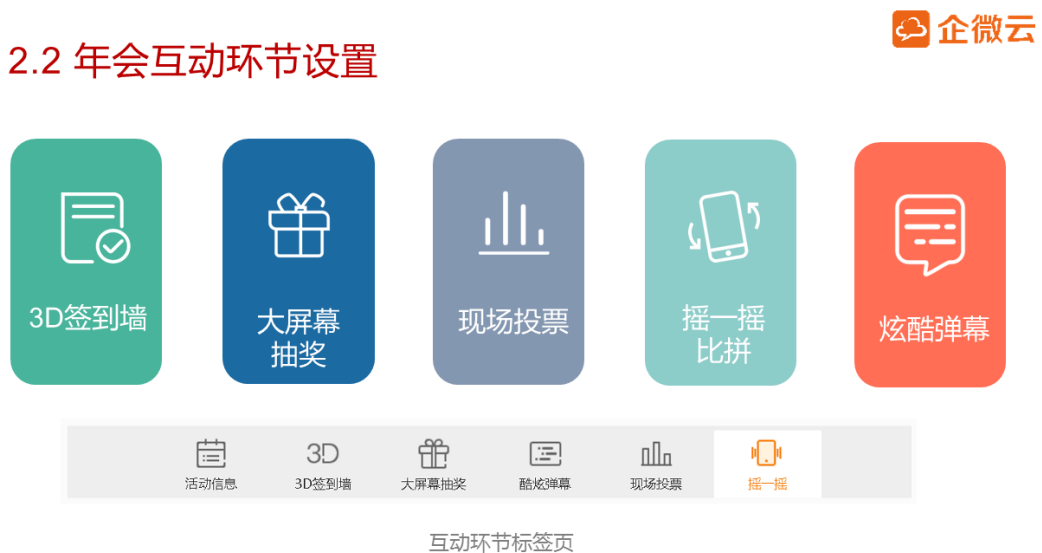 企微云
2.2 年会互动环节设置
3D签到墙
大屏幕
抽奖
现场投票
摇一摇
比拼
炫酷弹幕
活动信息
3D
3D签到墙
大屏幕抽奖
酷炫弹幕
现场投票
摇一摇
互动环节标签页